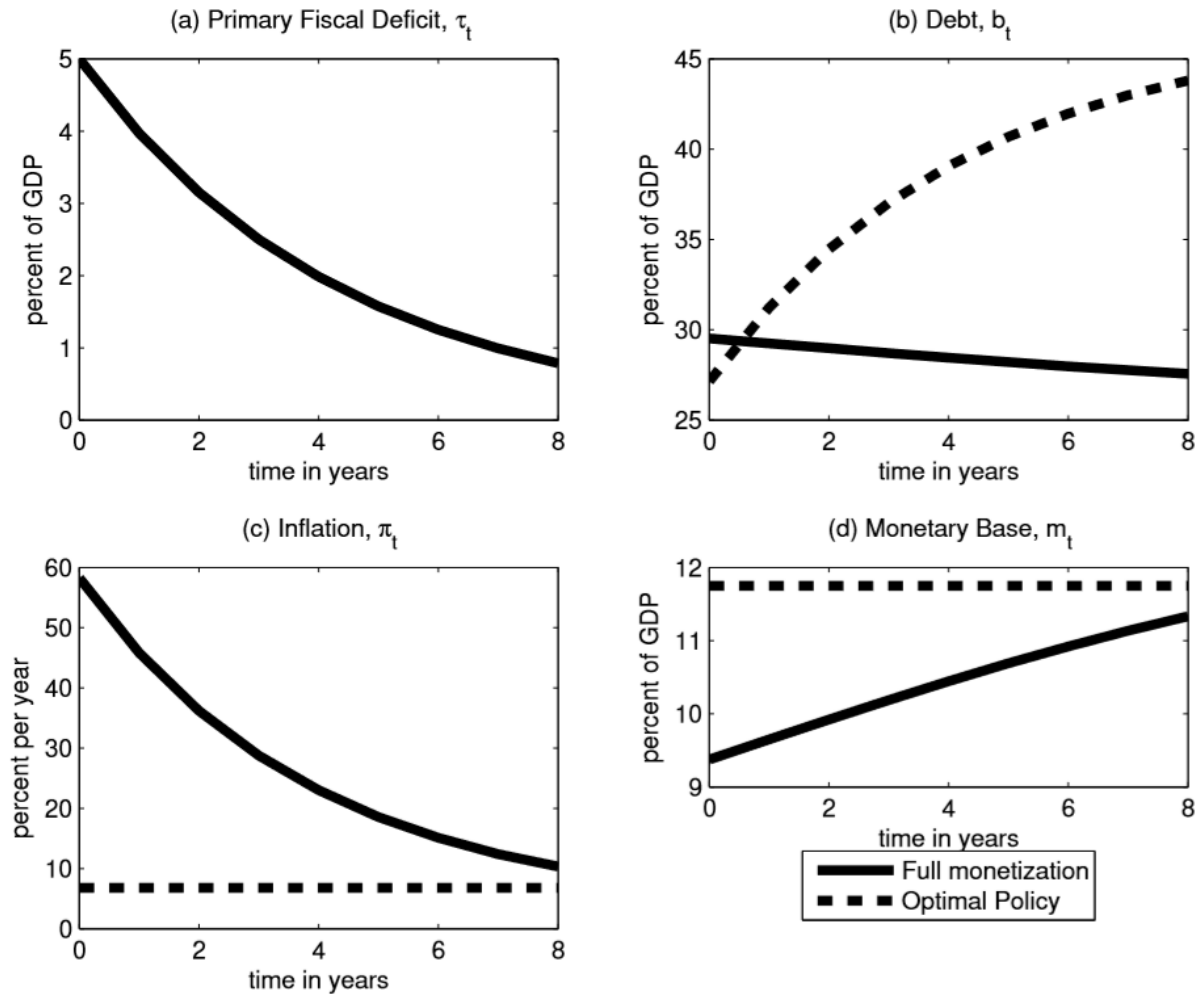 (a) Primary Fiscal Deficit, τt
5
4
3
2
1
0
percent of GDP
0 2 4 6 8
time in years
(b) Debt, bt
45
40
35
30
25
percent of GDP
0 2 4 6 8
time in years
(c) Inflation, πt
60
50
40
30
20
10
0
percent per year
0 2 4 6 8
time in years
(d) Monetary Base, mt
12
11
10
9
percent of GDP
0 2 4 6 8
time in years
Full monetization
Optimal Policy